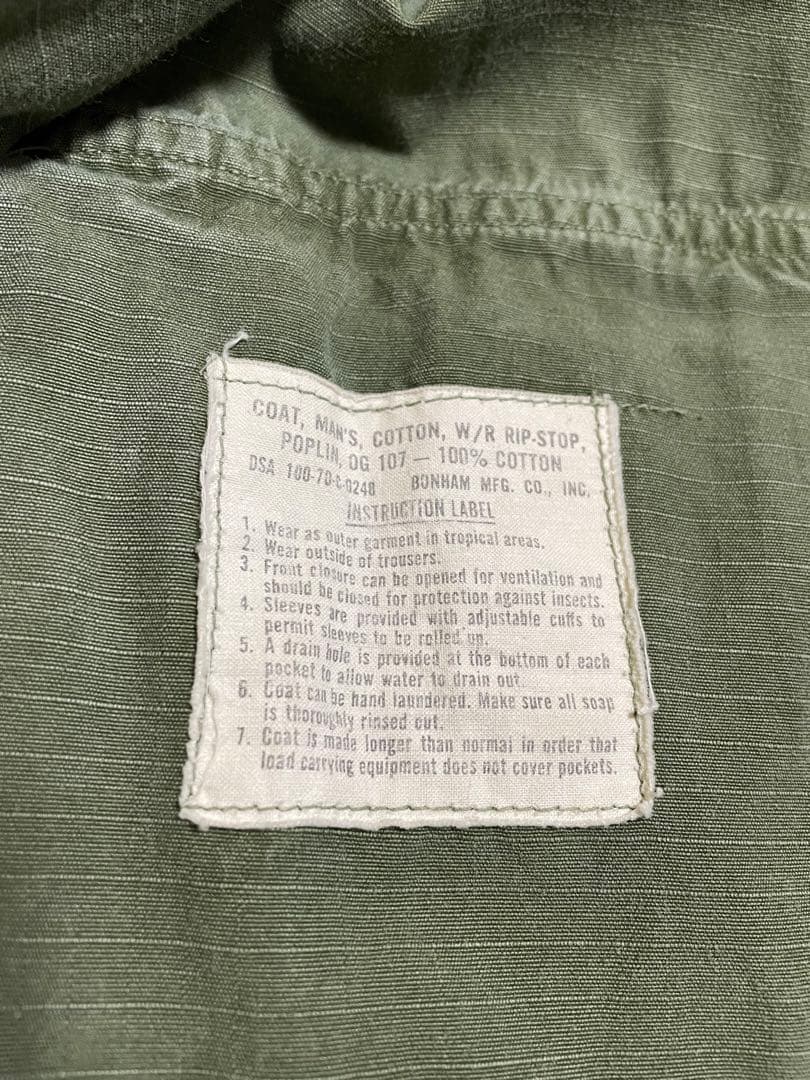 COAT, MAN'S, COTTON, W/R RIP-STOP,
POPLIN, OG 107 — 100% COTTON
DSA 100-70-C-0248 BONHAM MFG. CO., INC.
INSTRUCTION LABEL
1. Wear as outer garment in tropical areas.
2. Wear outside of trousers.
3. Front closure can be opened for ventilation and
should be closed for protection against insects.
4. Sleeves are provided with adjustable cuffs to
permit sleeves to be rolled up.
5. A drain hole is provided at the bottom of each
pocket to allow water to drain out.
6. Coat can be hand laundered. Make sure all soap
is thoroughly rinsed out.
7. Coat is made longer than normal in order that
load carrying equipment does not cover pockets.